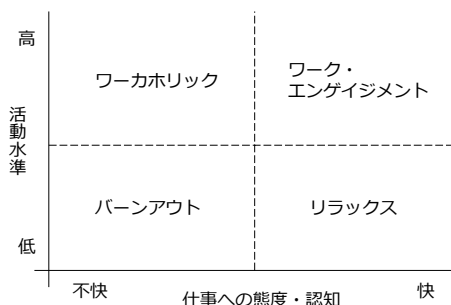 高
ワーカホリック
ワーク・
エンゲイジメント
活動水準
バーンアウト
リラックス
低
不快
快
仕事への態度・認知